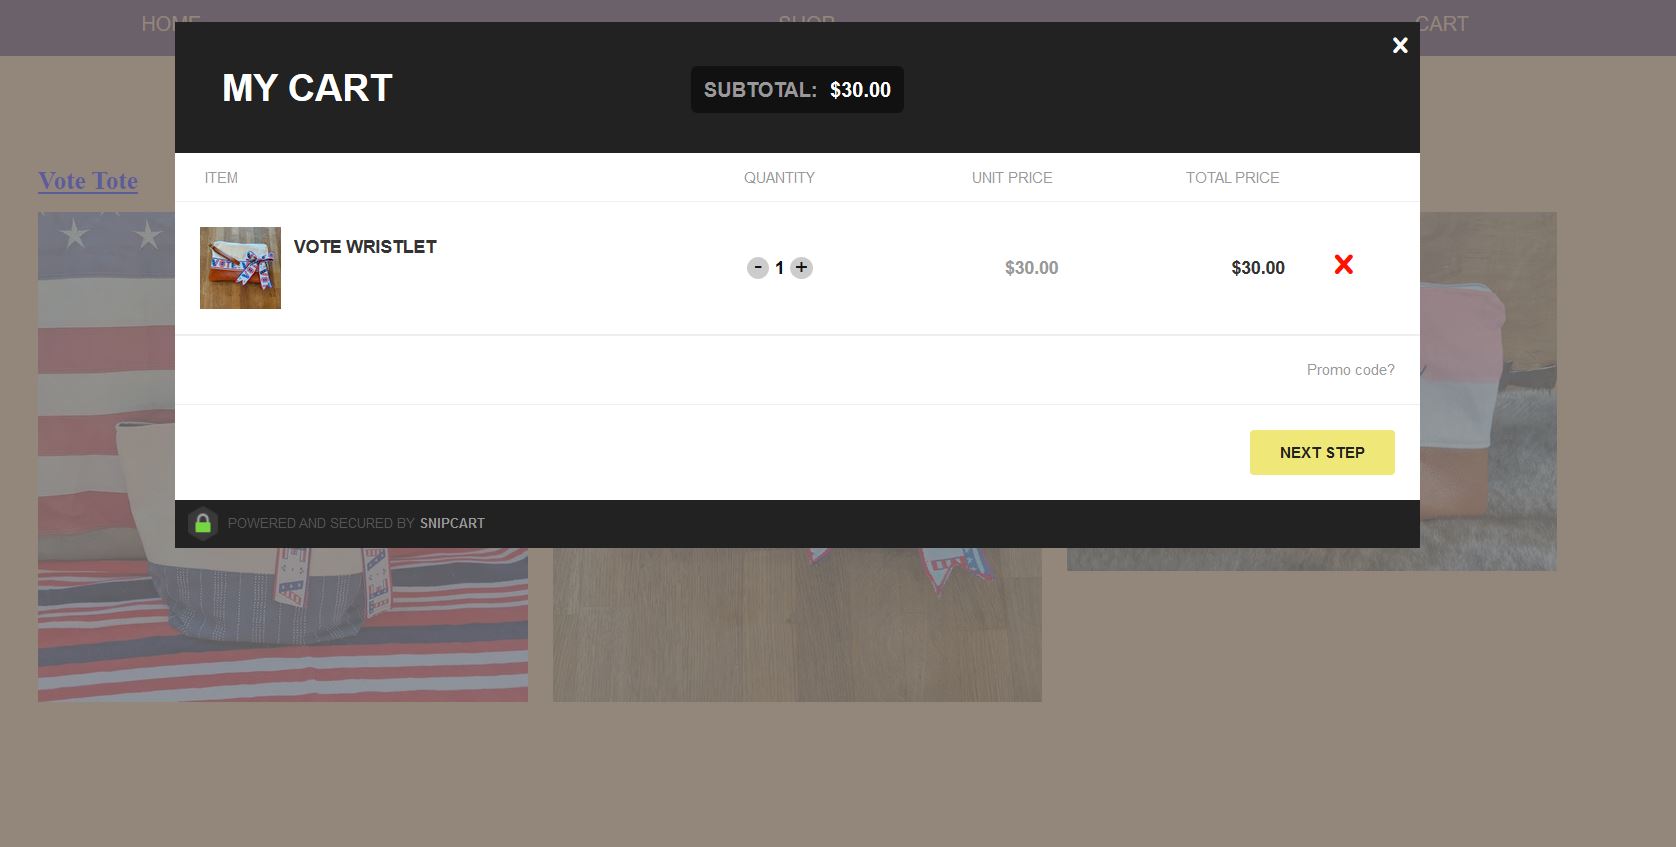 HOME SHOP CART
MY CART
SUBTOTAL: $30.00
Vote Tote
ITEM QUANTITY UNIT PRICE TOTAL PRICE
VOTE WRISTLET
- 1 + $30.00 $30.00
Promo code?
NEXT STEP
POWERED AND SECURED BY SNIPCART